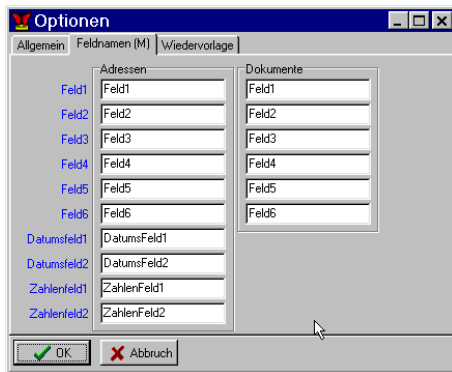 Optionen
Allgemein Feldnamen (M) Wiedervorlage
Adressen Dokumente
Feld1 Feld1 Feld1
Feld2 Feld2 Feld2
Feld3 Feld3 Feld3
Feld4 Feld4 Feld4
Feld5 Feld5 Feld5
Feld6 Feld6 Feld6
Datumsfeld1 DatumsFeld1
Datumsfeld2 DatumsFeld2
Zahlenfeld1 ZahlenFeld1
Zahlenfeld2 ZahlenFeld2
OK Abbruch